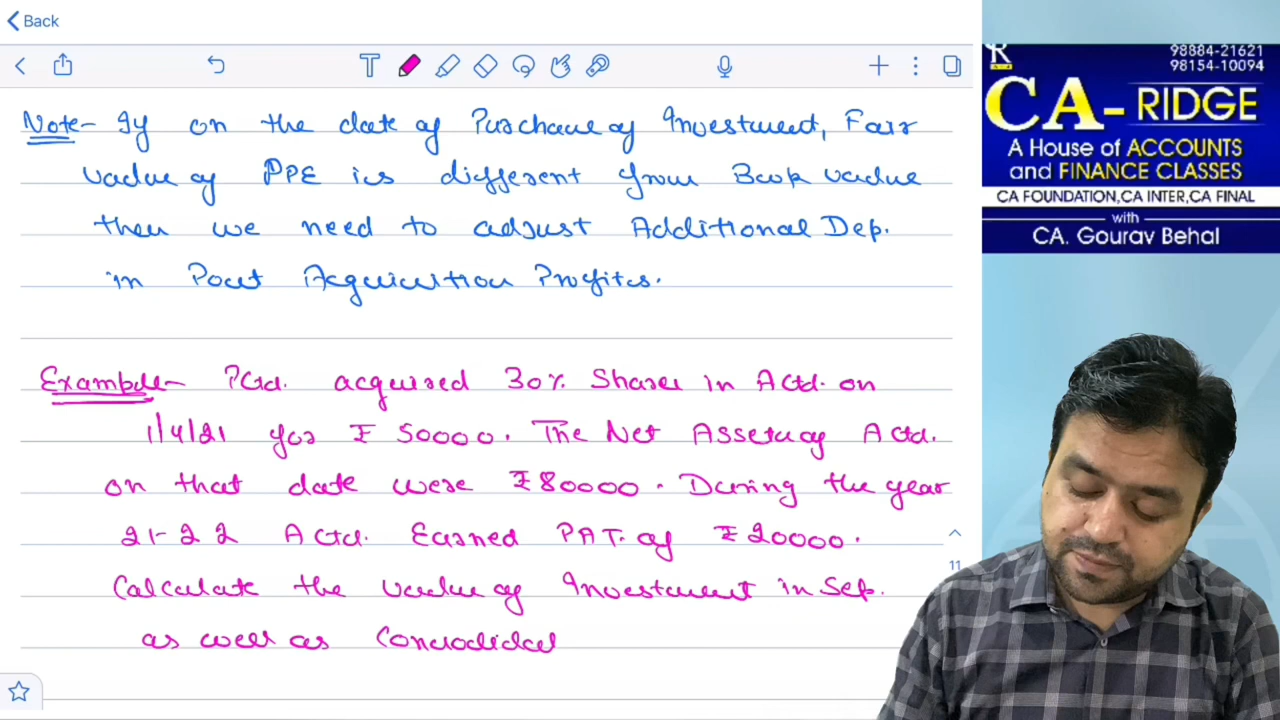 Back
Note- If on the date of Purchase of Investment, Fair
value of PPE is different from Book value
then we need to adjust Additional Dep.
in Post Acquisition Profits.
Example- P Ltd. acquired 30% Shares in A Ltd. on
1/4/21 for ₹ 50000. The Net Assets of A Ltd.
on that date were ₹80000. During the year
21-22 A Ltd. Earned PAT. of ₹20000.
Calculate the value of Investment in Sep.
as well as Consolidated
11
98884-21621
98154-10094
CA- RIDGE
A House of ACCOUNTS
and FINANCE CLASSES
CA FOUNDATION,CA INTER,CA FINAL
with
CA. Gourav Behal